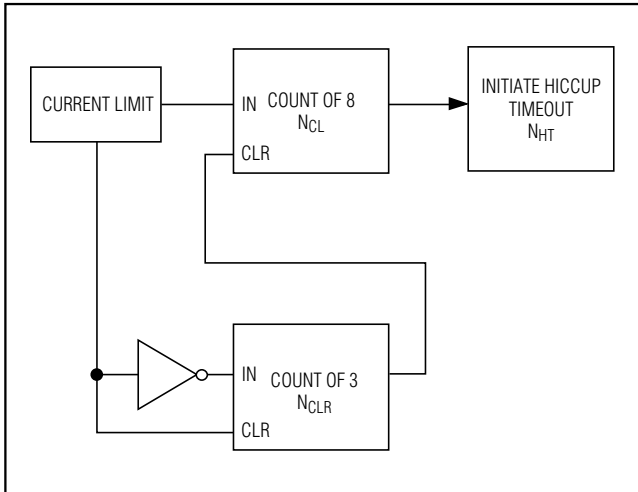 CURRENT LIMIT
IN
COUNT OF 8
N_CL
CLR
INITIATE HICCUP
TIMEOUT
N_HT
IN
COUNT OF 3
N_CLR
CLR